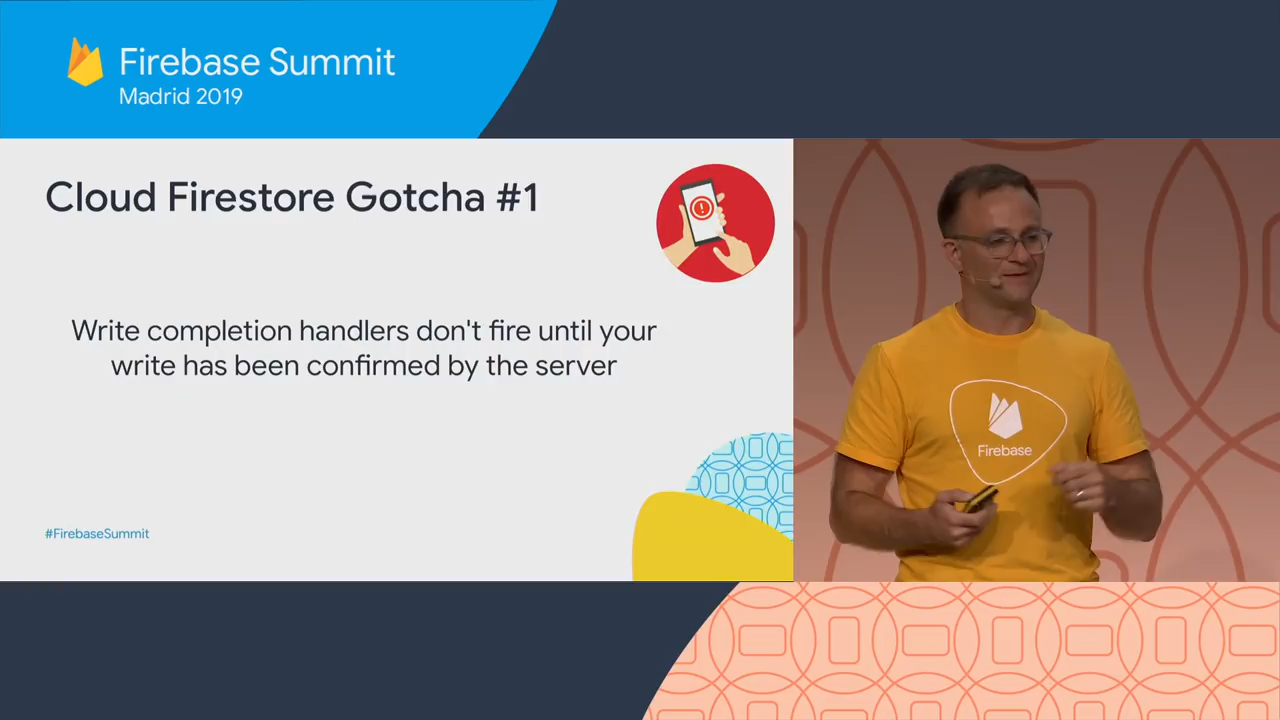 Firebase Summit
Madrid 2019
Cloud Firestore Gotcha #1
Write completion handlers don't fire until your
write has been confirmed by the server
#FirebaseSummit
Firebase